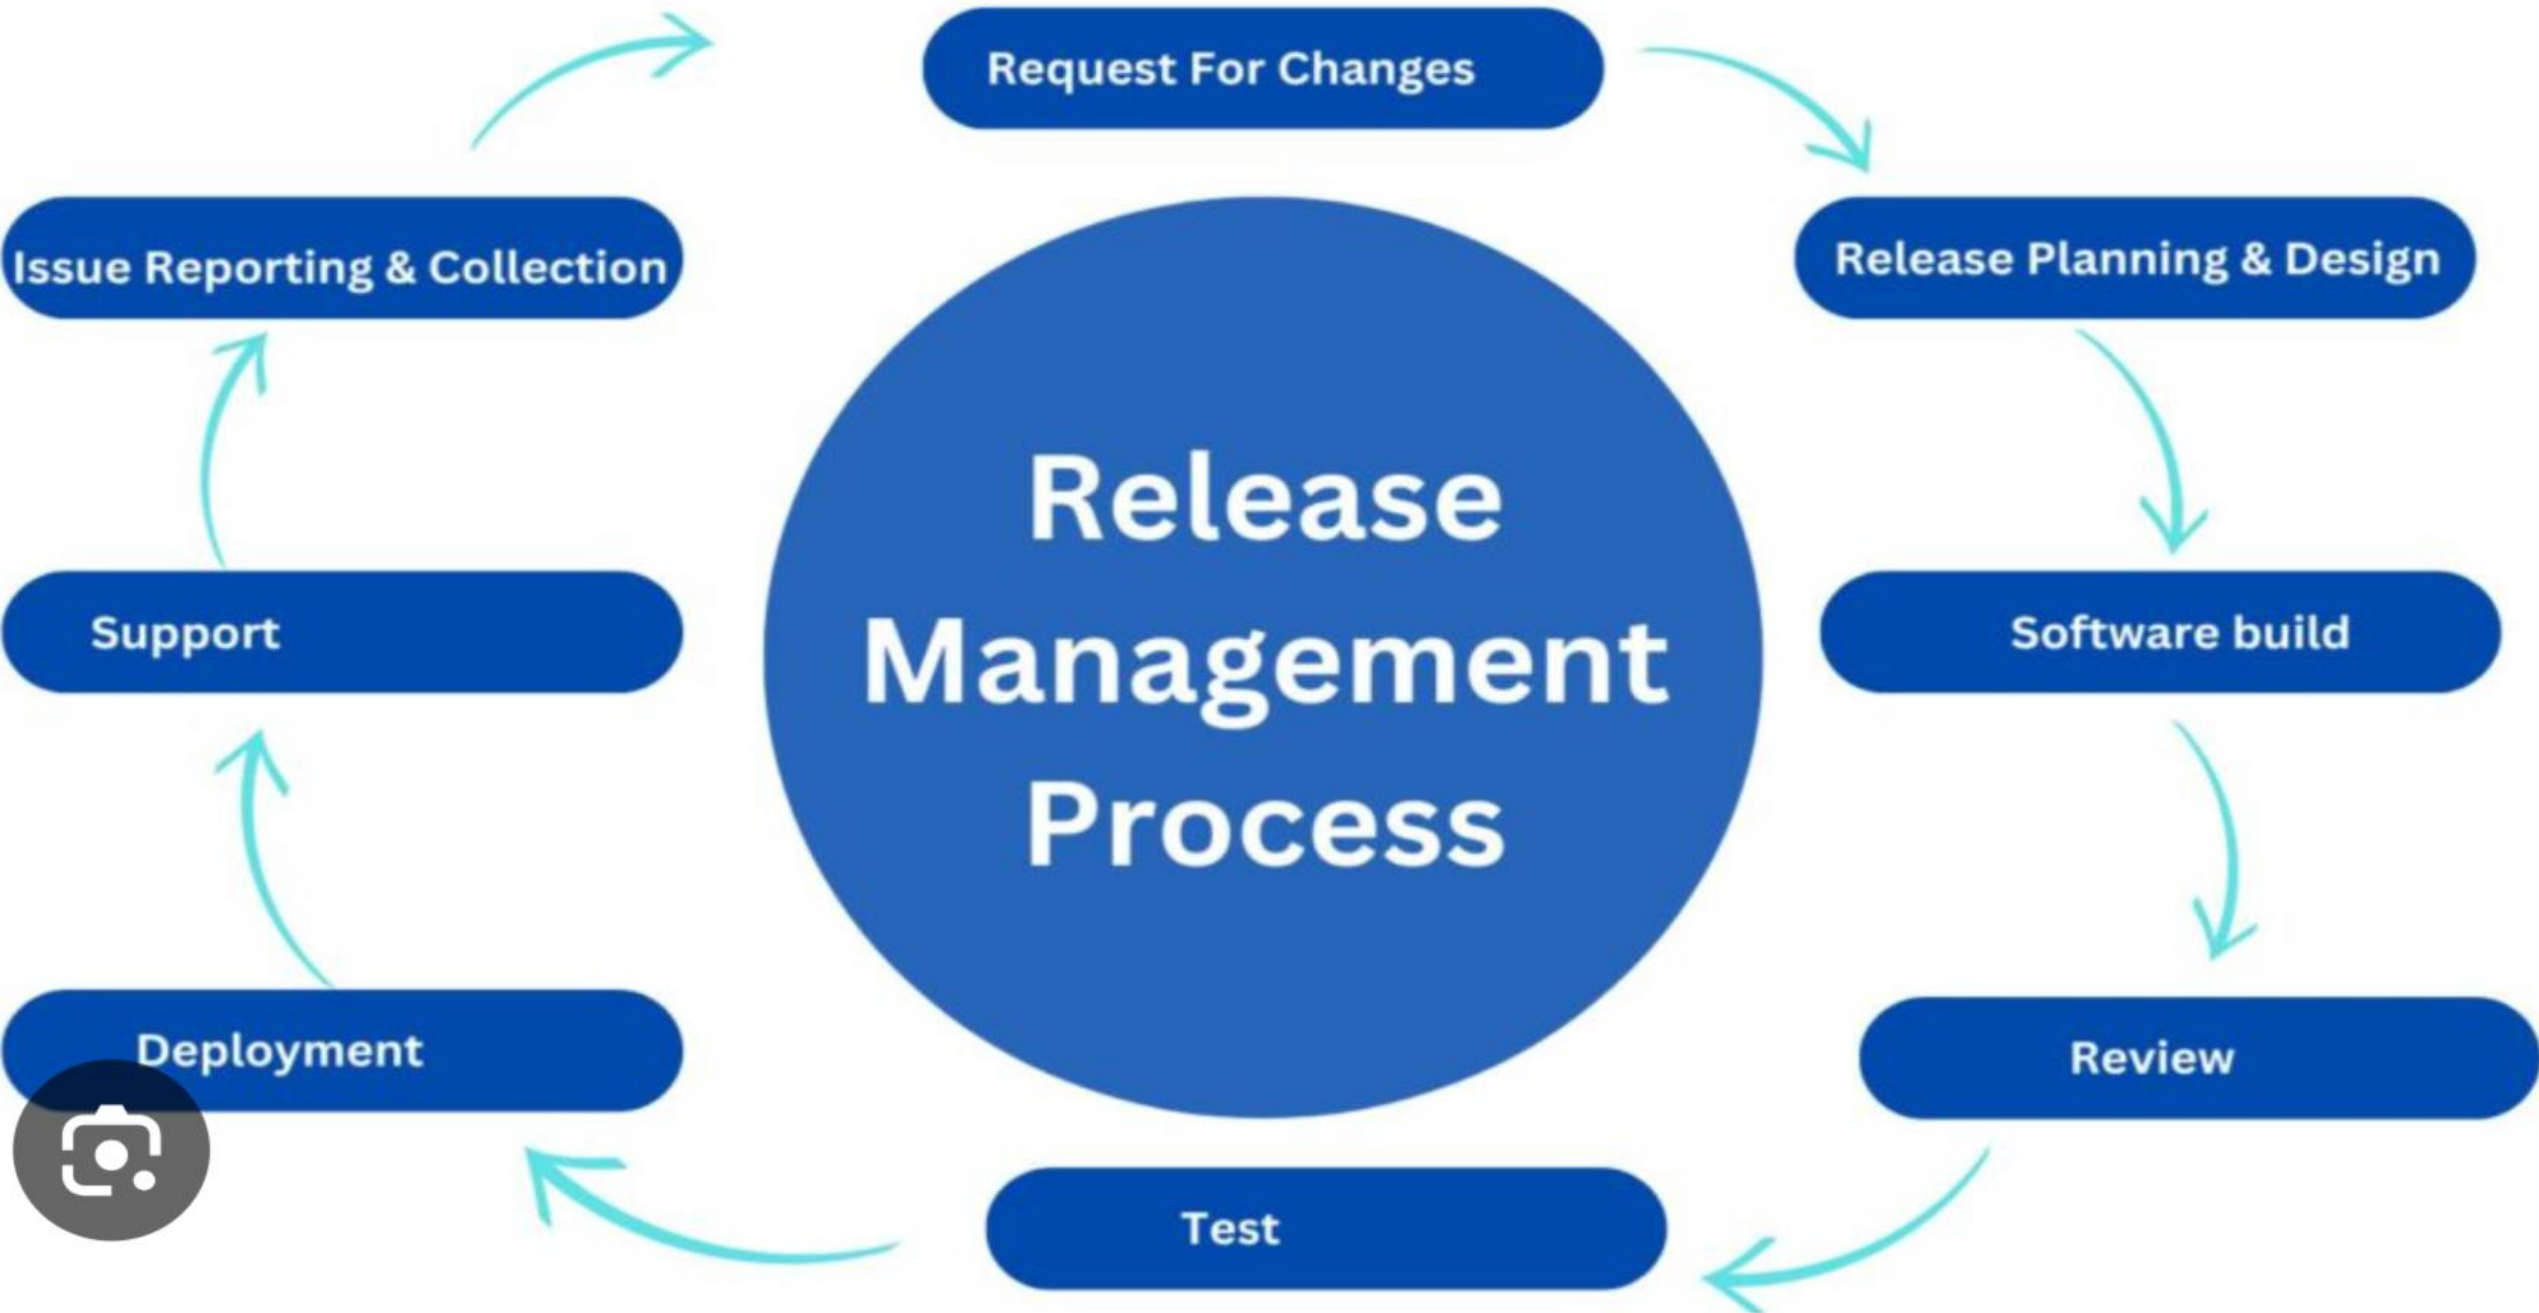 Request For Changes
Release Planning & Design
Software build
Review
Test
Deployment
Support
Issue Reporting & Collection
Release
Management
Process